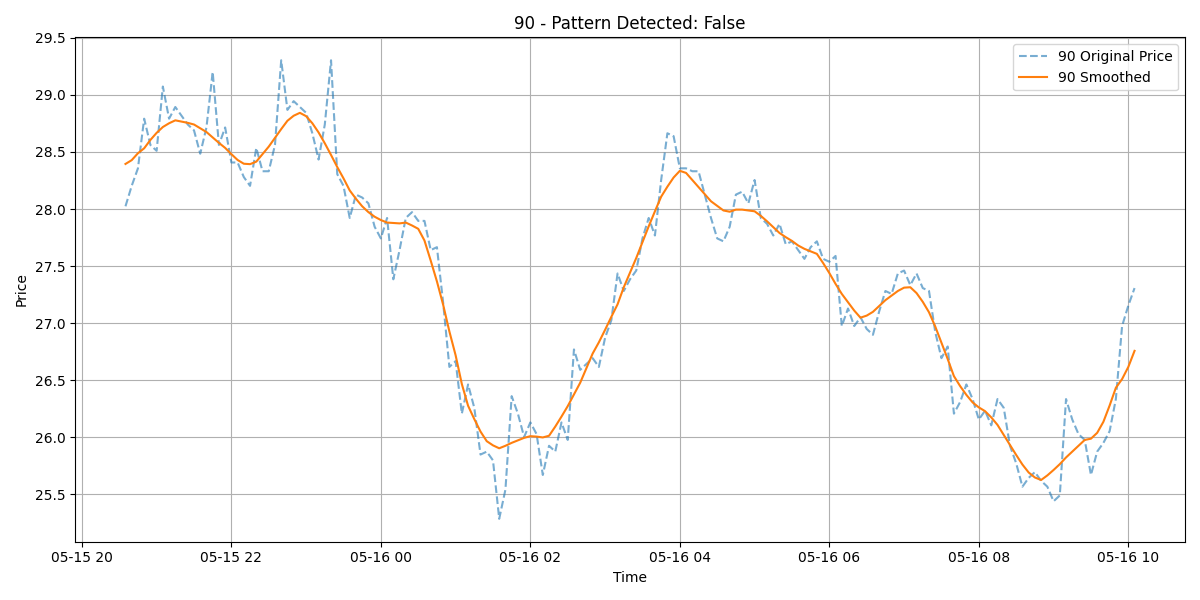 90 - Pattern Detected: False
90 Original Price
90 Smoothed
Price
29.5
29.0
28.5
28.0
27.5
27.0
26.5
26.0
25.5
05-15 20 05-15 22 05-16 00 05-16 02 05-16 04 05-16 06 05-16 08 05-16 10
Time